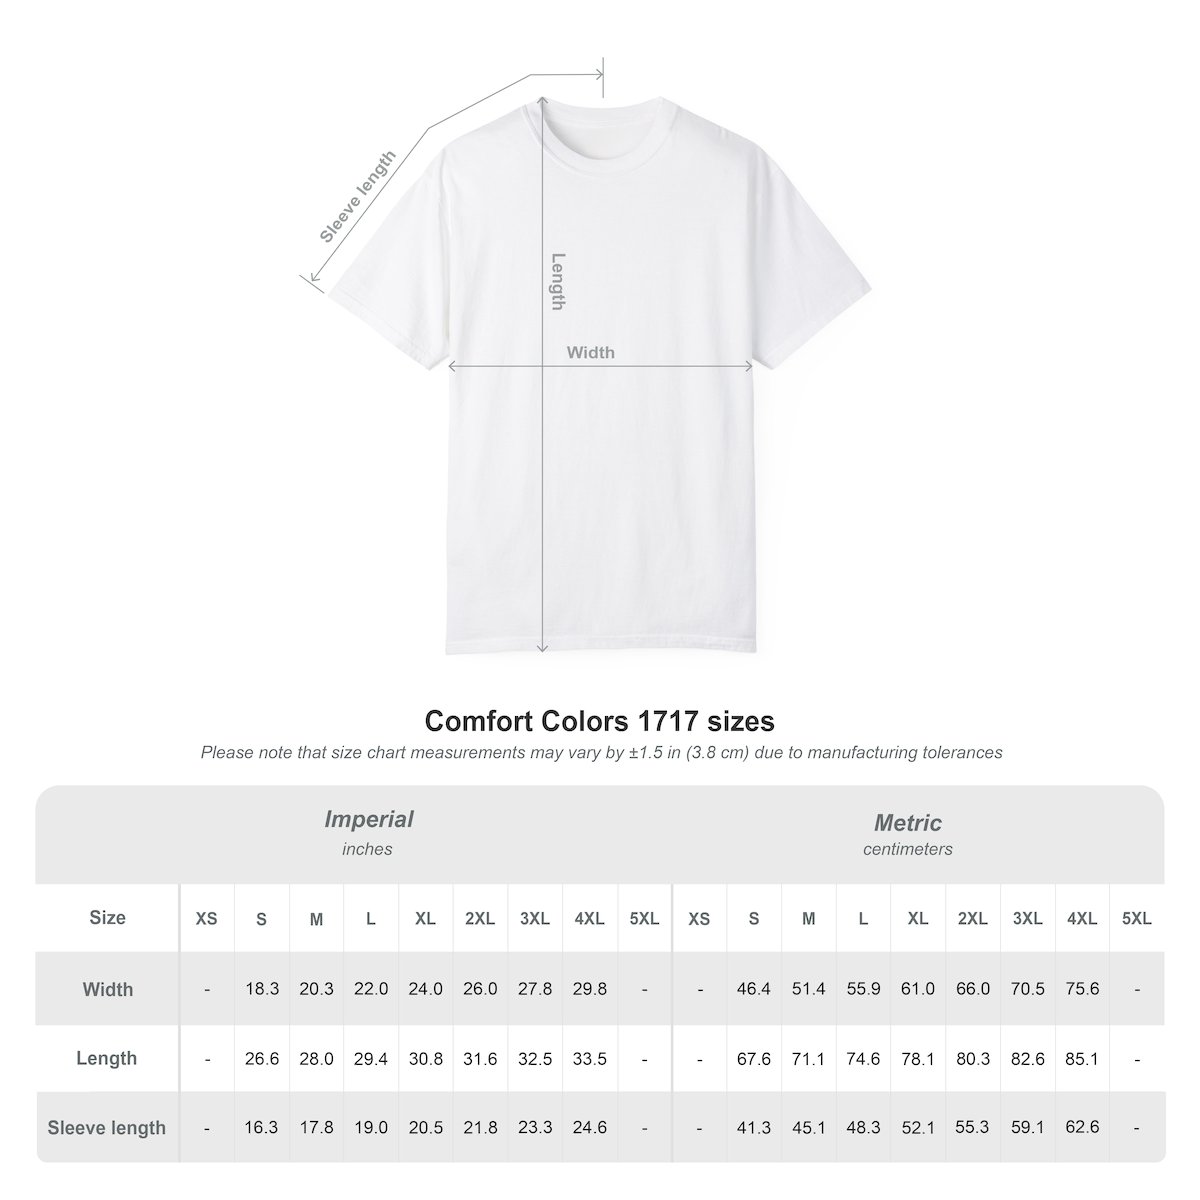 Sleeve length
Length
Width
Comfort Colors 1717 sizes
Please note that size chart measurements may vary by ±1.5 in (3.8 cm) due to manufacturing tolerances
Imperial Metric
inches centimeters
Size XS S M L XL 2XL 3XL 4XL 5XL XS S M L XL 2XL 3XL 4XL 5XL
Width - 18.3 20.3 22.0 24.0 26.0 27.8 29.8 - - 46.4 51.4 55.9 61.0 66.0 70.5 75.6 -
Length - 26.6 28.0 29.4 30.8 31.6 32.5 33.5 - - 67.6 71.1 74.6 78.1 80.3 82.6 85.1 -
Sleeve length - 16.3 17.8 19.0 20.5 21.8 23.3 24.6 - - 41.3 45.1 48.3 52.1 55.3 59.1 62.6 -